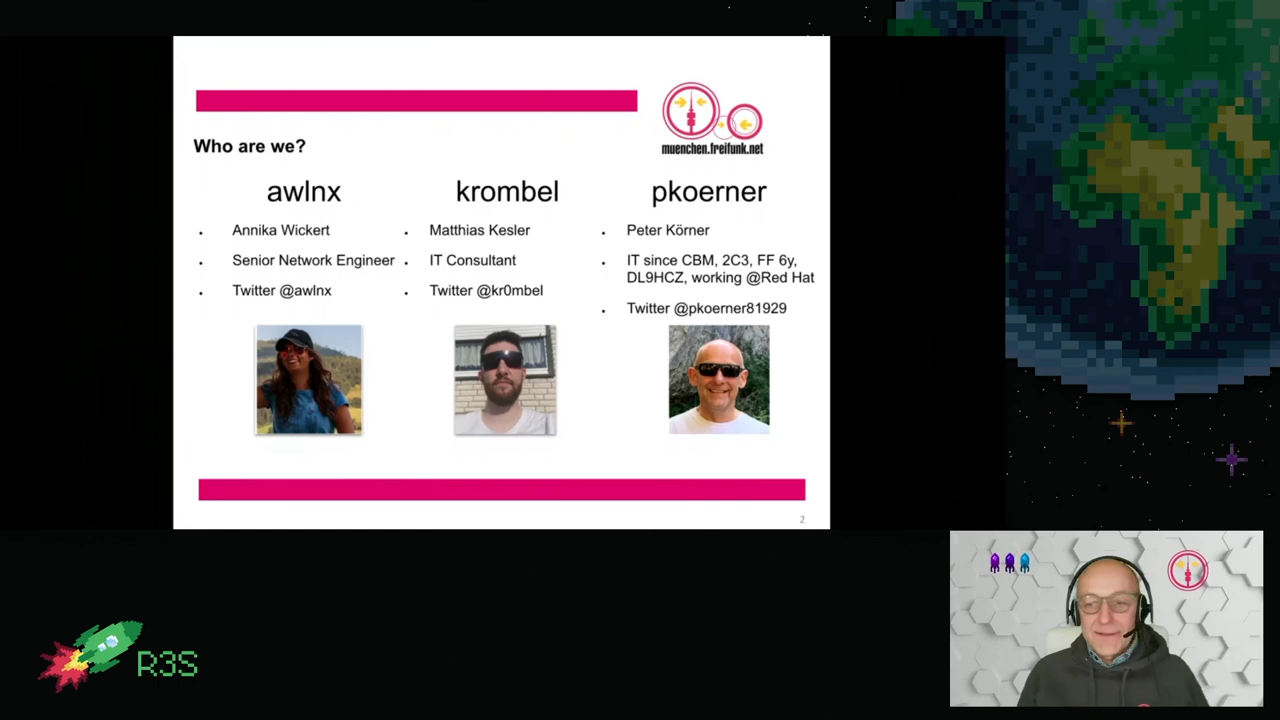 muenchen.freifunk.net
Who are we?
awlnx
Annika Wickert
Senior Network Engineer
Twitter @awlnx
krombel
Matthias Kesler
IT Consultant
Twitter @kr0mbel
pkoerner
Peter Körner
IT since CBM, 2C3, FF 6y,
DL9HCZ, working @Red Hat
Twitter @pkoerner81929
2
R3S